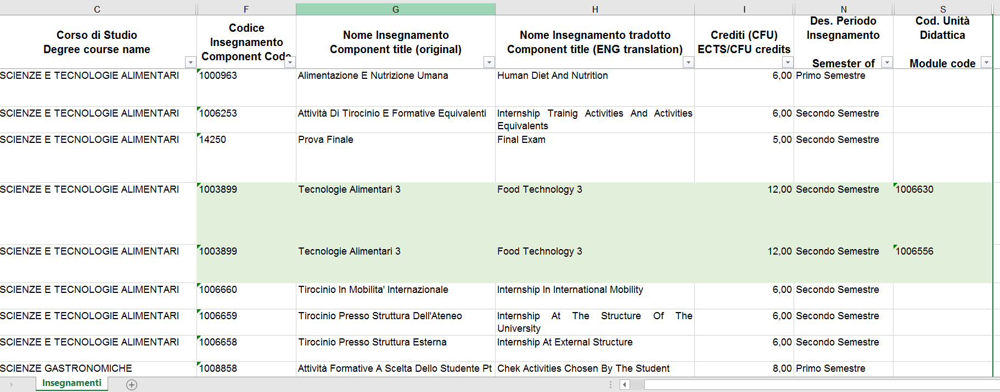 C F G H I N S
Corso di Studio
Degree course name
Codice
Insegnamento
Component Code
Nome Insegnamento
Component title (original)
Nome Insegnamento tradotto
Component title (ENG translation)
Crediti (CFU)
ECTS/CFU credits
Des. Periodo
Insegnamento
Semester of
Cod. Unità
Didattica
Module code
SCIENZE E TECNOLOGIE ALIMENTARI 1000963 Alimentazione E Nutrizione Umana Human Diet And Nutrition 6,00 Primo Semestre
SCIENZE E TECNOLOGIE ALIMENTARI 1006253 Attività Di Tirocinio E Formative Equivalenti Internship Trainig Activities And Activities 6,00 Secondo Semestre
Equivalents
SCIENZE E TECNOLOGIE ALIMENTARI 14250 Prova Finale Final Exam 5,00 Secondo Semestre
SCIENZE E TECNOLOGIE ALIMENTARI 1003899 Tecnologie Alimentari 3 Food Technology 3 12,00 Secondo Semestre 1006630
SCIENZE E TECNOLOGIE ALIMENTARI 1003899 Tecnologie Alimentari 3 Food Technology 3 12,00 Secondo Semestre 1006556
SCIENZE E TECNOLOGIE ALIMENTARI 1006660 Tirocinio In Mobilita' Internazionale Internship In International Mobility 6,00 Secondo Semestre
SCIENZE E TECNOLOGIE ALIMENTARI 1006659 Tirocinio Presso Struttura Dell'Ateneo Internship At The Structure Of The 6,00 Secondo Semestre
University
SCIENZE E TECNOLOGIE ALIMENTARI 1006658 Tirocinio Presso Struttura Esterna Internship At External Structure 6,00 Secondo Semestre
SCIENZE GASTRONOMICHE 1008858 Attività Formative A Scelta Dello Studente Pt Chek Activities Chosen By The Student 8,00 Primo Semestre
Insegnamenti